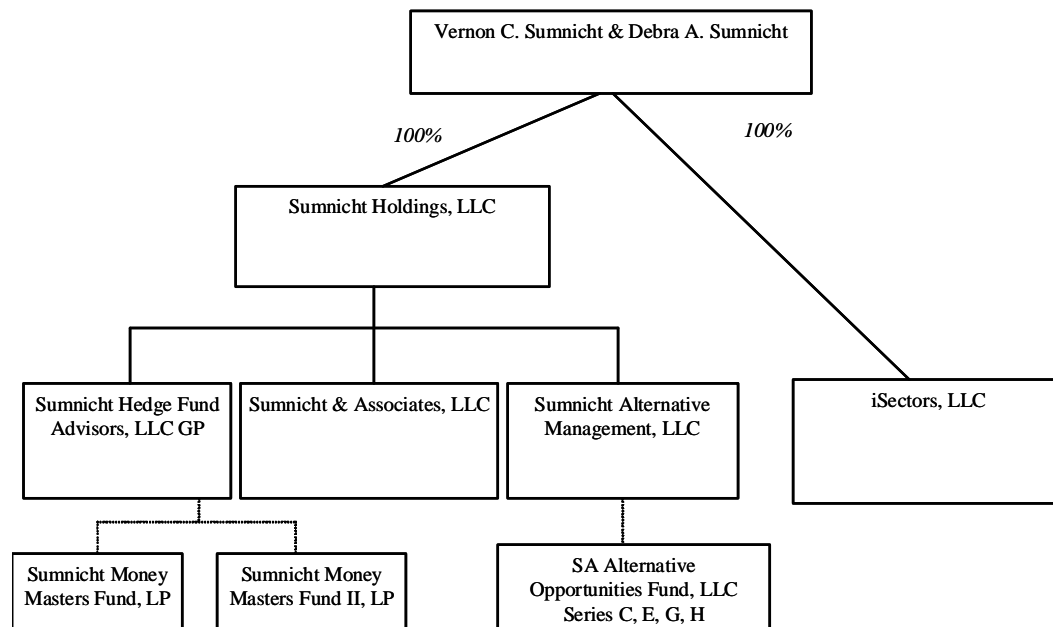 Vernon C. Sumnicht & Debra A. Sumnicht
100%
100%
Sumnicht Holdings, LLC
Sumnicht Hedge Fund
Advisors, LLC GP
Sumnicht & Associates, LLC
Sumnicht Alternative
Management, LLC
iSectors, LLC
Sumnicht Money
Masters Fund, LP
Sumnicht Money
Masters Fund II, LP
SA Alternative
Opportunities Fund, LLC
Series C, E, G, H